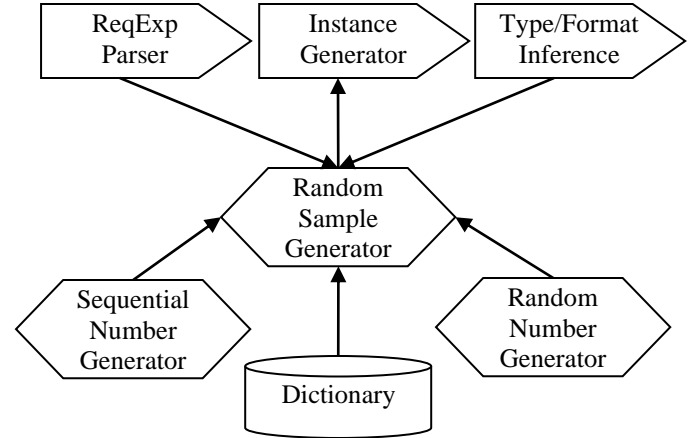 ReqExp
Parser
Instance
Generator
Type/Format
Inference
Random
Sample
Generator
Sequential
Number
Generator
Random
Number
Generator
Dictionary